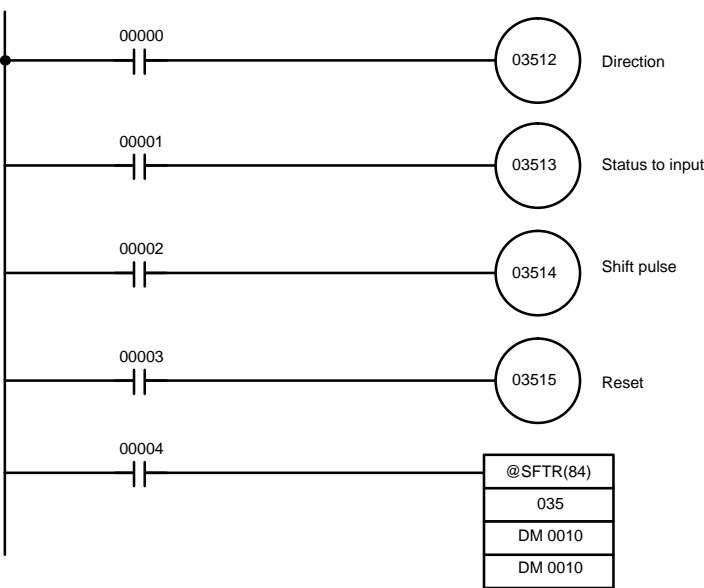 00000
03512 Direction
00001
03513 Status to input
00002
03514 Shift pulse
00003
03515 Reset
00004
@SFTR(84)
035
DM 0010
DM 0010